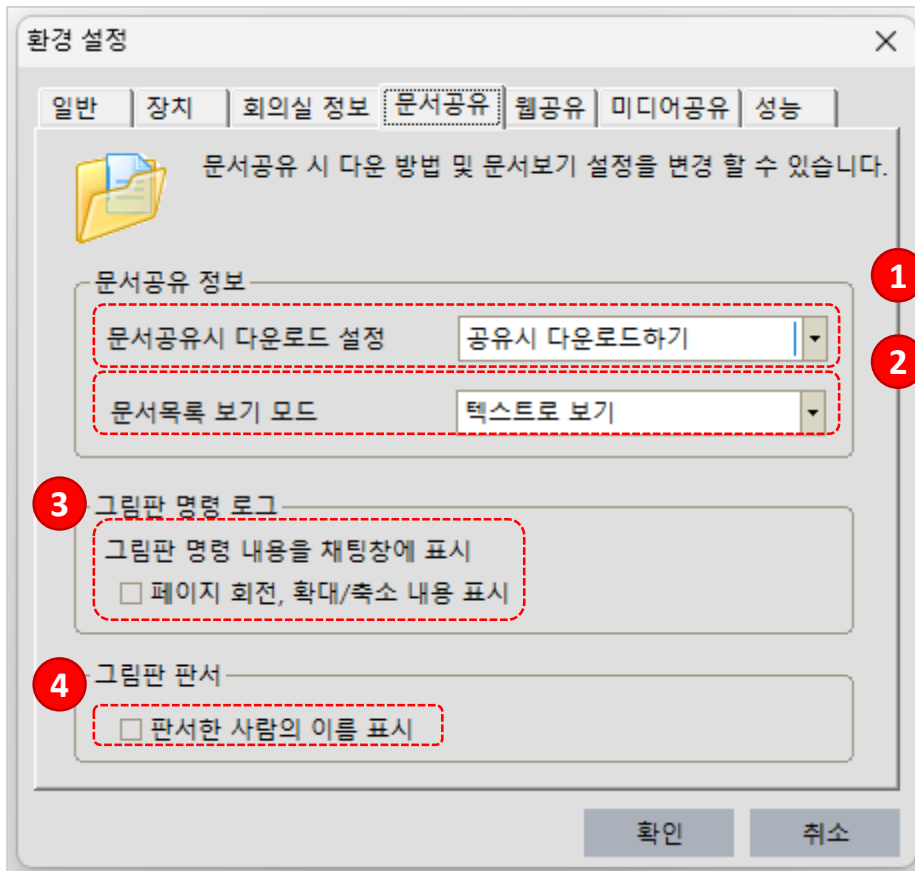 환경 설정
일반 장치 회의실 정보 문서공유 웹공유 미디어공유 성능
문서공유 시 다운 방법 및 문서보기 설정을 변경 할 수 있습니다.
문서공유 정보
1
문서공유시 다운로드 설정 공유시 다운로드하기
2
문서목록 보기 모드 텍스트로 보기
3 그림판 명령 로그
그림판 명령 내용을 채팅창에 표시
페이지 회전, 확대/축소 내용 표시
4 그림판 판서
판서한 사람의 이름 표시
확인 취소